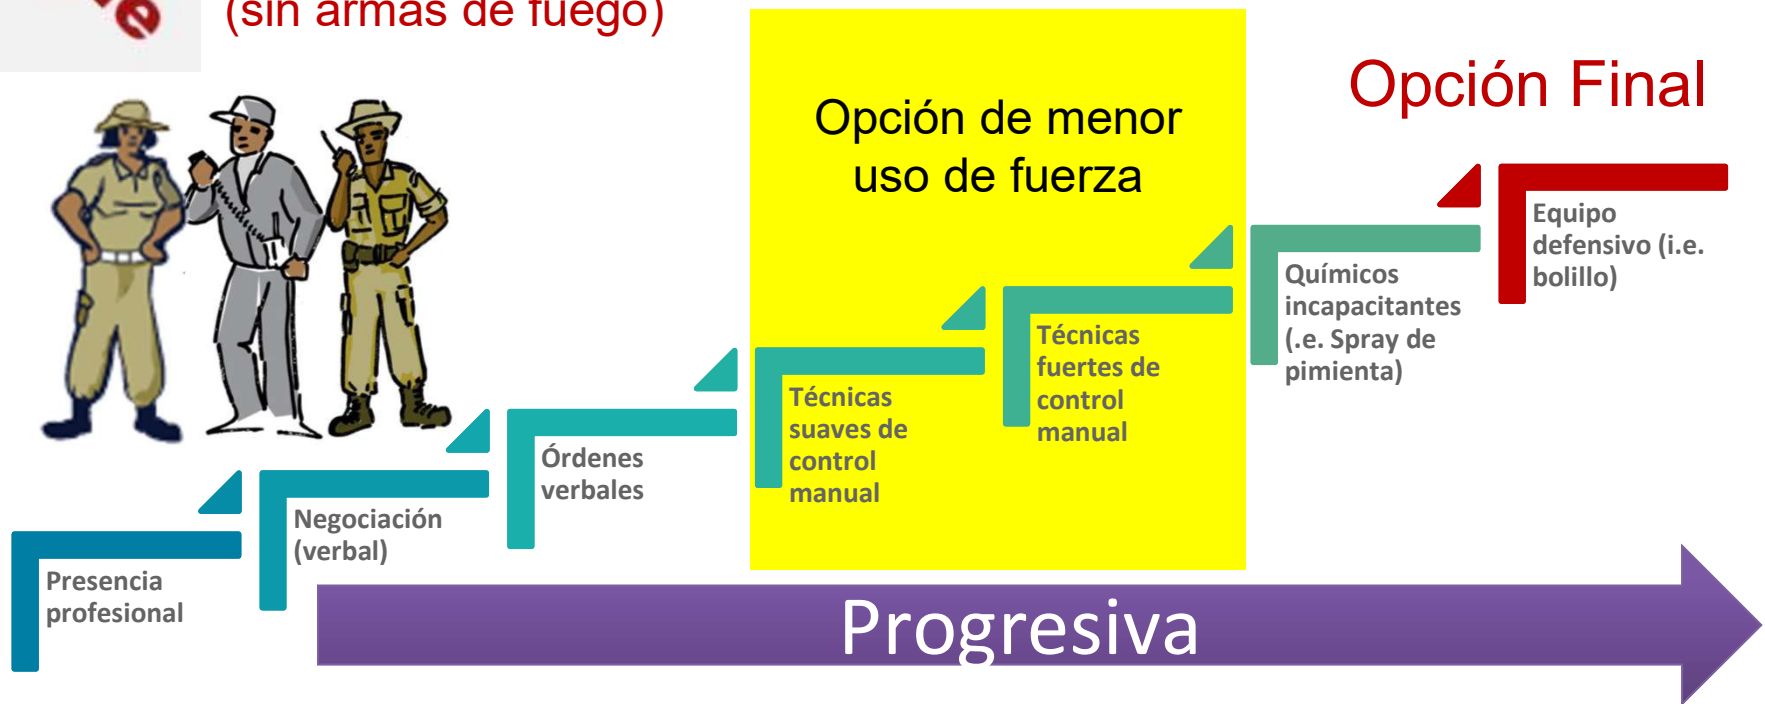 (sin armas de fuego)
Opción Final
Opción de menor
uso de fuerza
Equipo
defensivo (i.e.
bolillo)
Químicos
incapacitantes
(.e. Spray de
pimienta)
Técnicas
fuertes de
control
manual
Técnicas
suaves de
control
manual
Órdenes
verbales
Negociación
(verbal)
Presencia
profesional
Progresiva